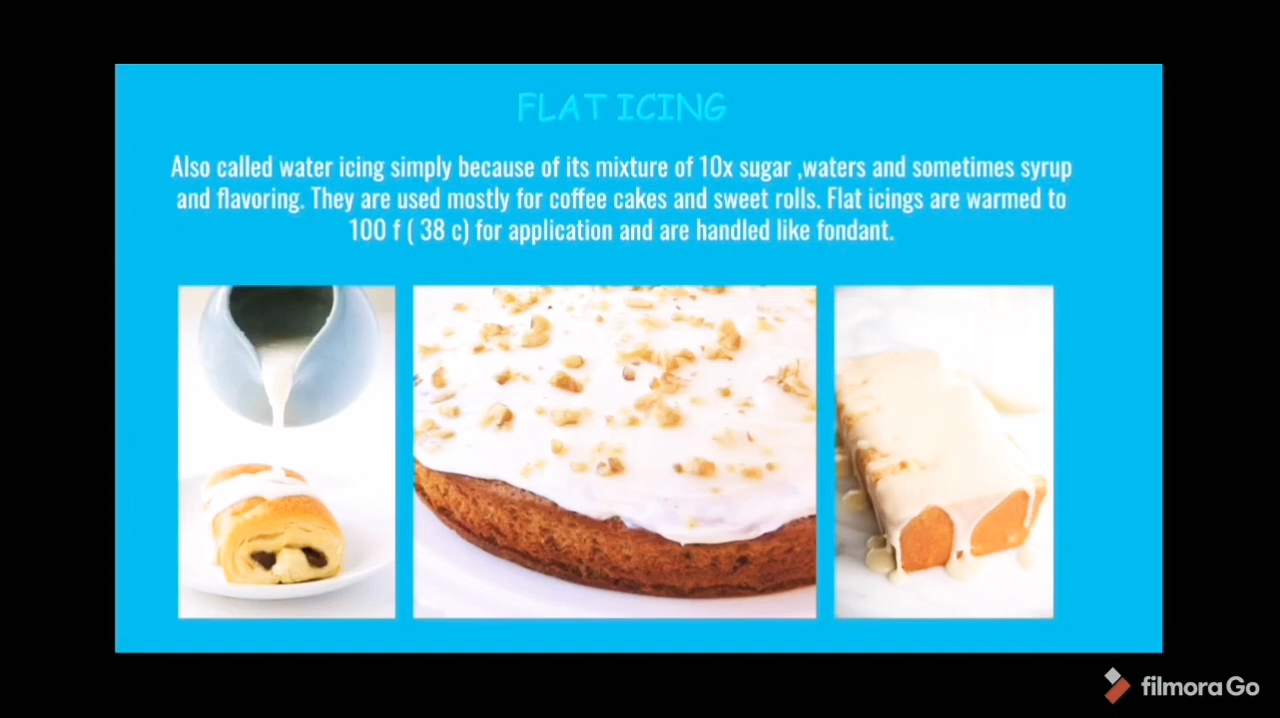 FLAT ICING
Also called water icing simply because of its mixture of 10x sugar ,waters and sometimes syrup
and flavoring. They are used mostly for coffee cakes and sweet rolls. Flat icings are warmed to
100 f ( 38 c) for application and are handled like fondant.
filmora Go